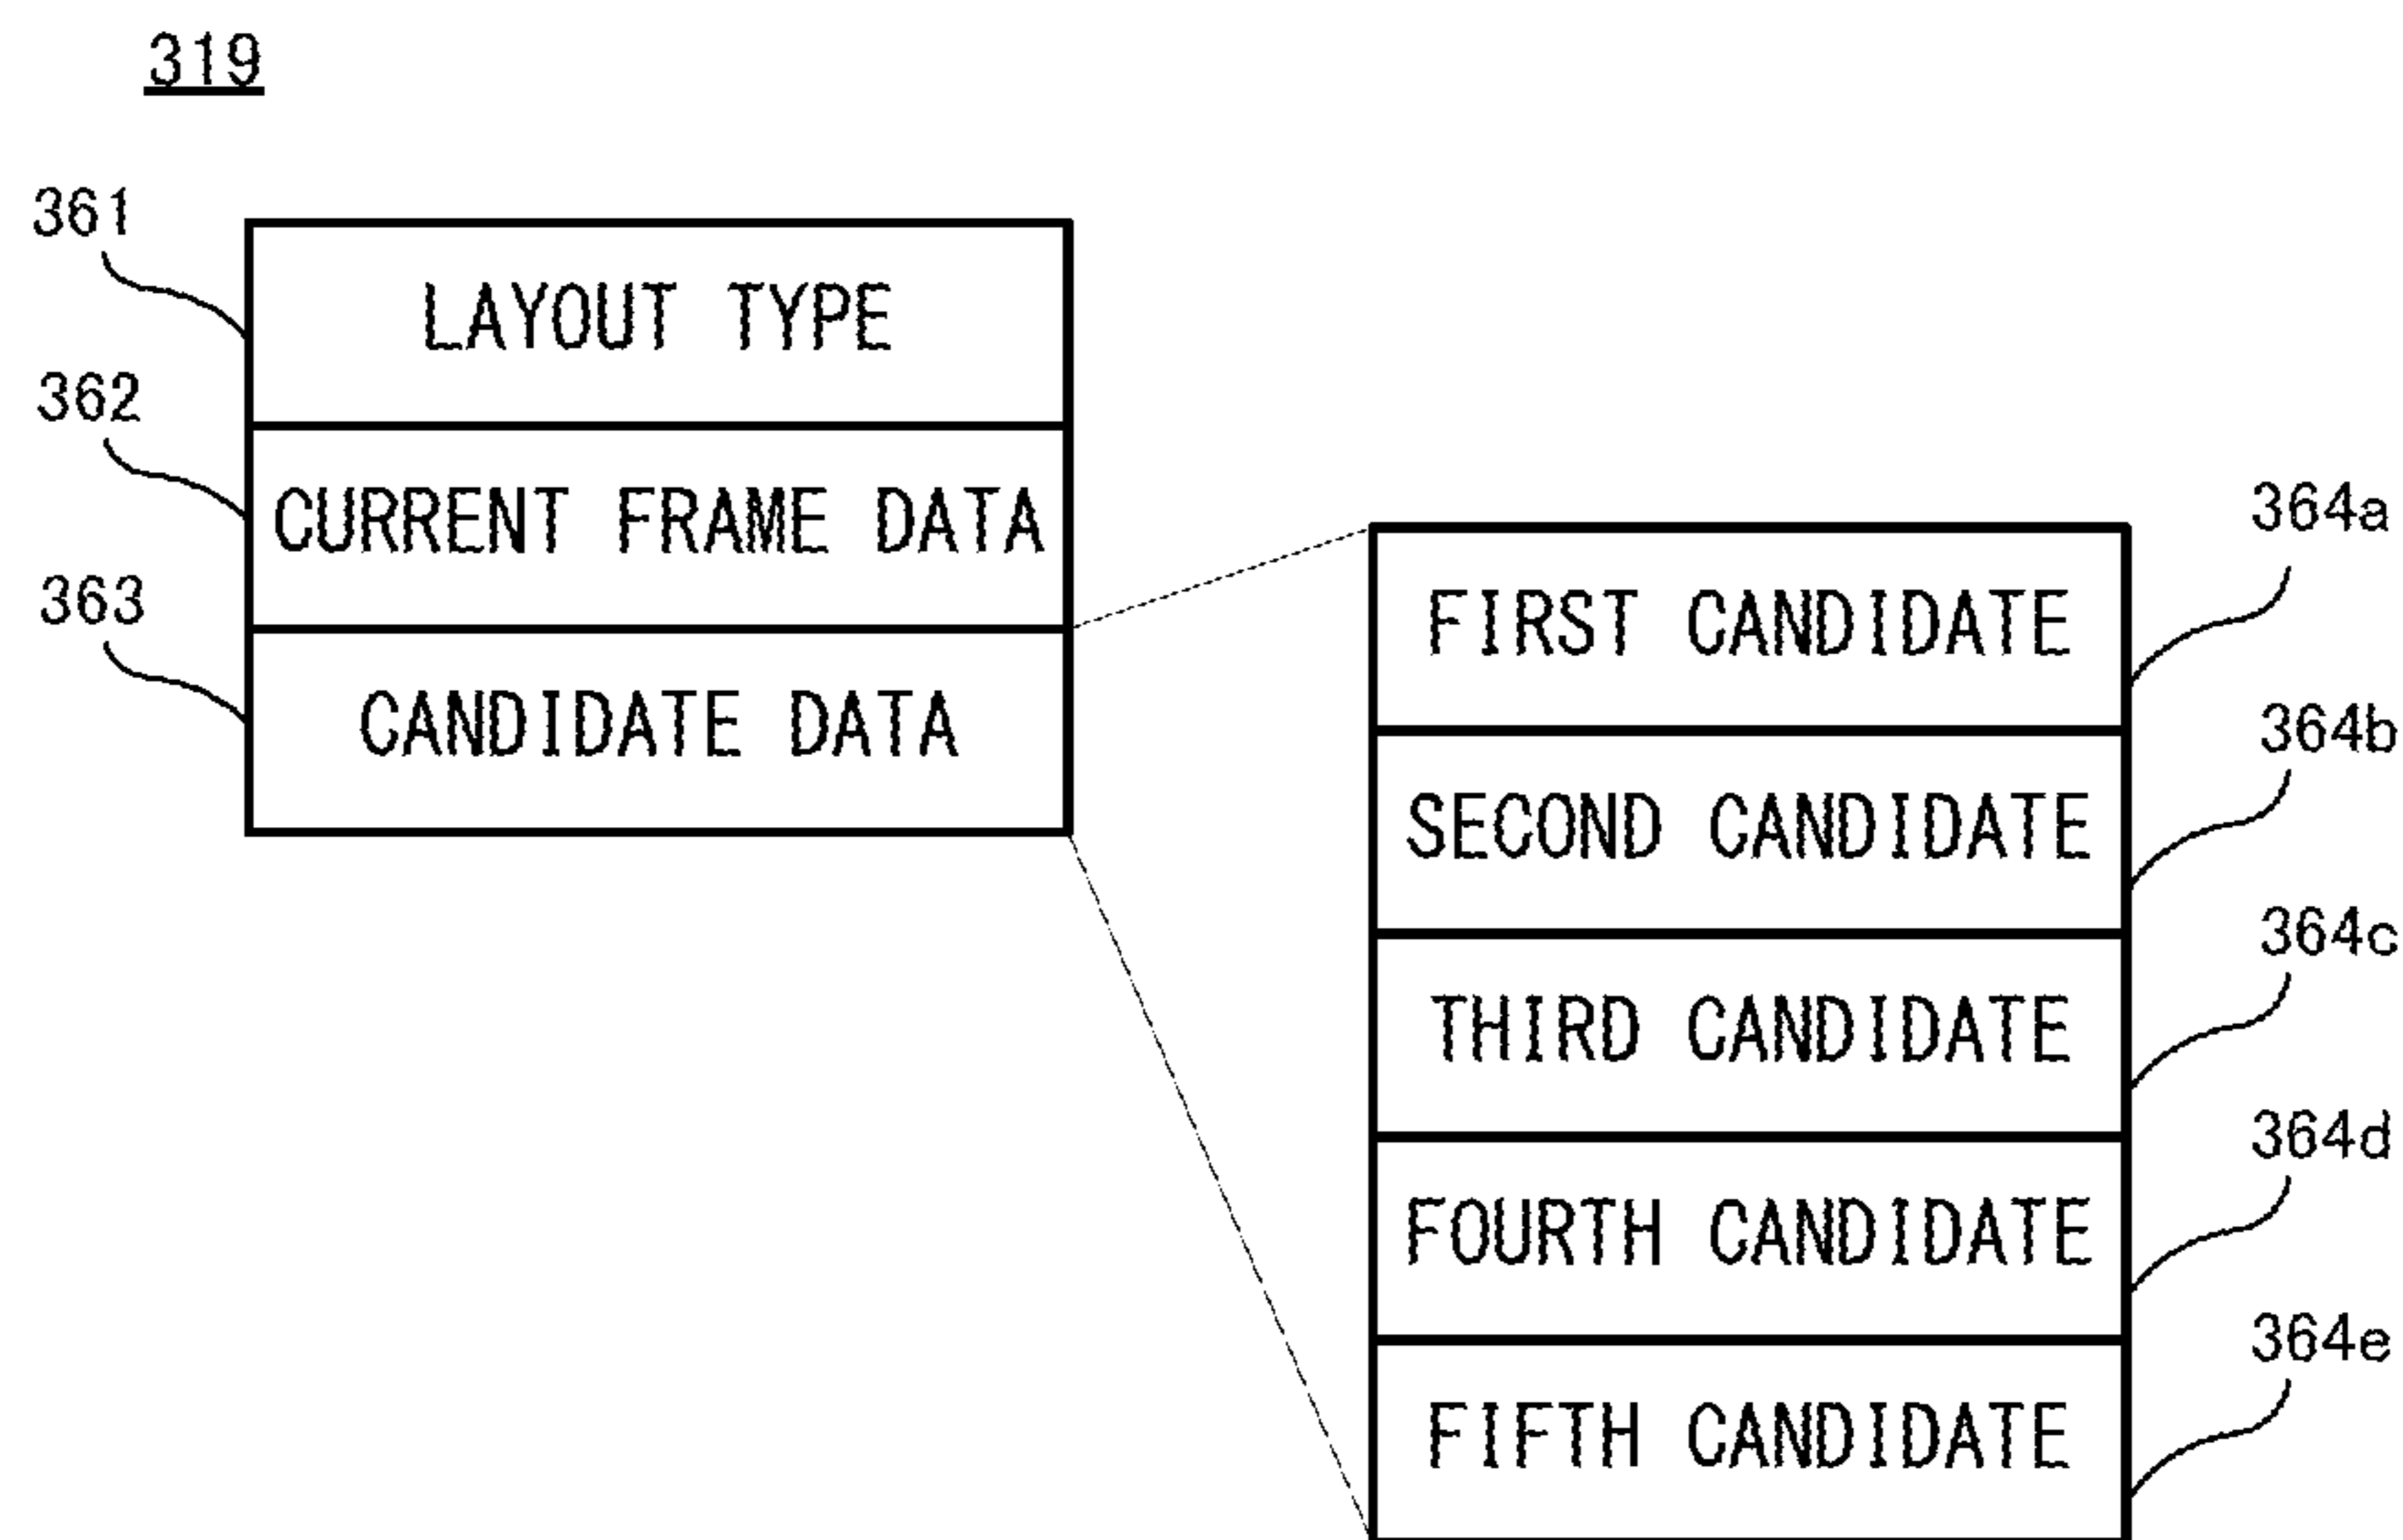 319
361
LAYOUT TYPE
362
CURRENT FRAME DATA
363
CANDIDATE DATA
364a
FIRST CANDIDATE
364b
SECOND CANDIDATE
364c
THIRD CANDIDATE
364d
FOURTH CANDIDATE
364e
FIFTH CANDIDATE